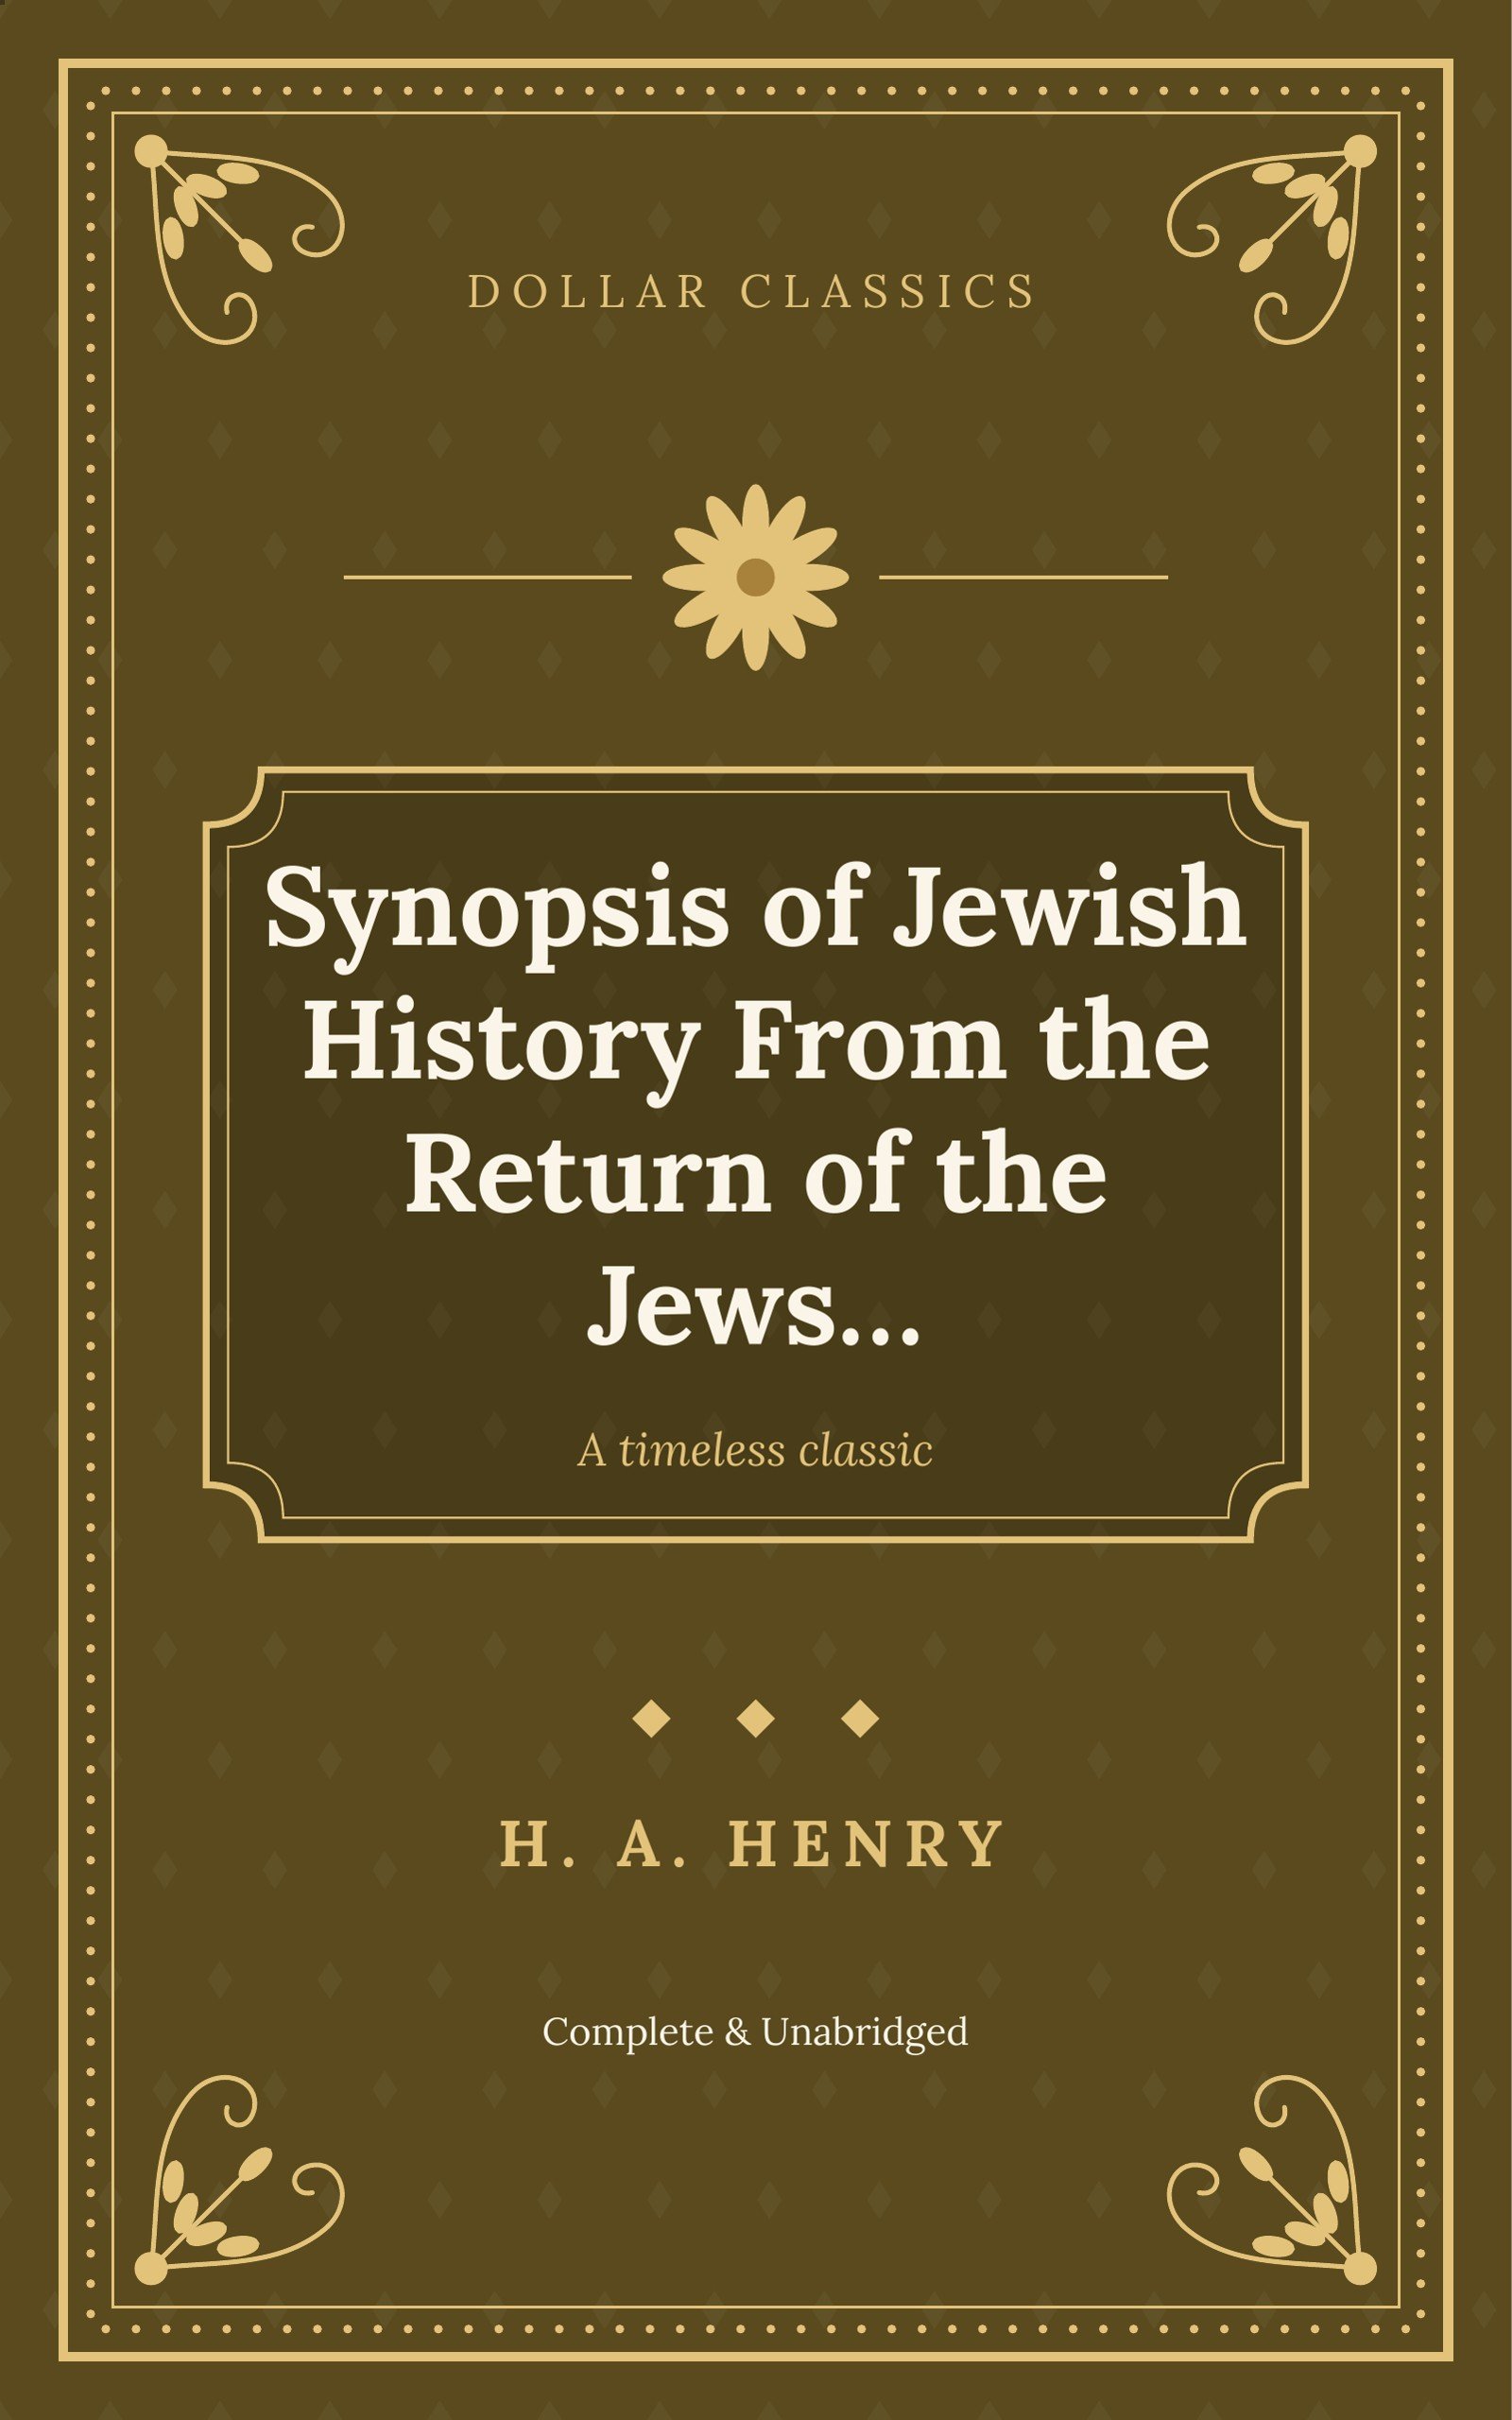 DOLLAR CLASSICS
Synopsis of Jewish
History From the
Return of the
Jews...
A timeless classic
H. A. HENRY
Complete & Unabridged